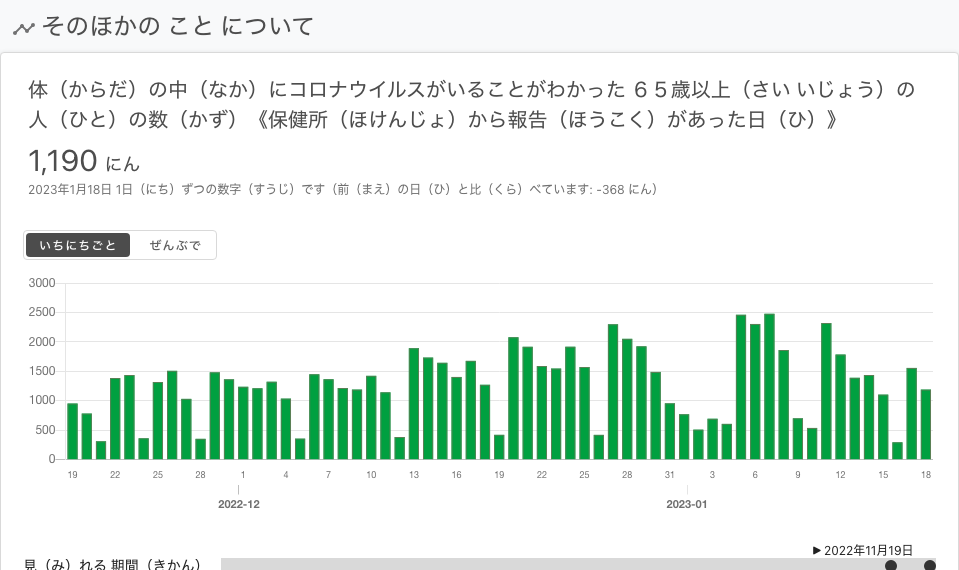 そのほかの こと について
体（からだ）の中（なか）にコロナウイルスがいることがわかった ６５歳以上（さい いじょう）の
人（ひと）の数（かず）《保健所（ほけんじょ）から報告（ほうこく）があった日（ひ）》
1,190 にん
2023年1月18日 1日（にち）ずつの数字（すうじ）です（前（まえ）の日（ひ）と比（くら）べています: -368 にん）
いちにちごと ぜんぶで
3000
2500
2000
1500
1000
500
0
19 22 25 28 1 4 7 10 13 16 19 22 25 28 31 3 6 9 12 15 18
2022-12 2023-01
▶ 2022年11月19日
見（み）れる 期間（きかん）